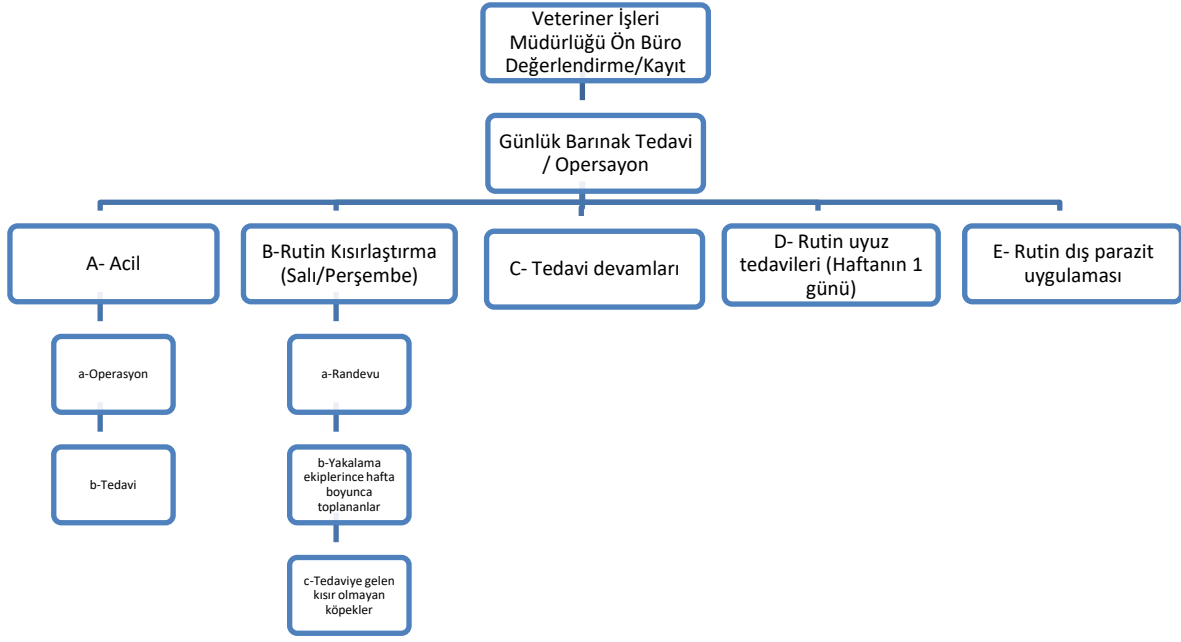 Veteriner İşleri
Müdürlüğü Ön Büro
Değerlendirme/Kayıt
Günlük Barınak Tedavi
/ Opersayon
A- Acil
B-Rutin Kısırlaştırma
(Salı/Perşembe)
C- Tedavi devamları
D- Rutin uyuz
tedavileri (Haftanın 1
günü)
E- Rutin dış parazit
uygulaması
a-Operasyon
b-Tedavi
a-Randevu
b-Yakalama
ekiplerince hafta
boyunca
toplananlar
c-Tedaviye gelen
kısır olmayan
köpekler